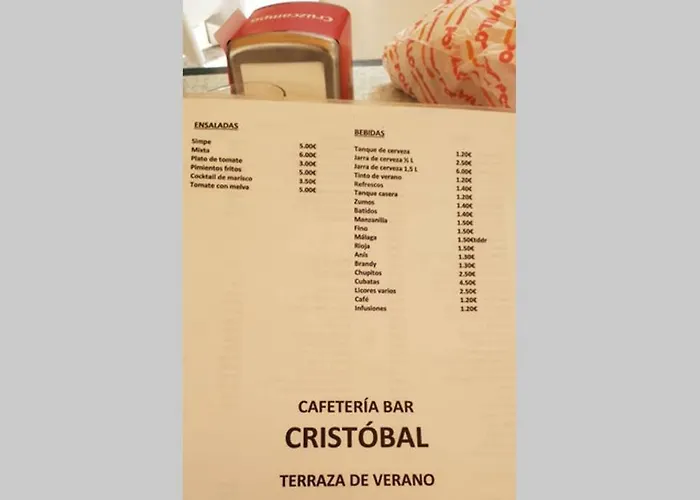 Cruzcampo
ENSALADAS
Simpe 5.00€
Mixta 6.00€
Plato de tomate 3.00€
Pimientos fritos 5.00€
Cocktail de marisco 3.50€
Tomate con melva 5.00€
BEBIDAS
Tanque de cerveza 1.20€
Jarra de cerveza ½ L 2.50€
Jarra de cerveza 1,5 L 6.00€
Tinto de verano 1.20€
Refrescos 1.40€
Tanque casera 1.20€
Zumos 1.40€
Batidos 1.40€
Manzanilla 1.50€
Fino 1.50€
Málaga 1.50€tddr
Rioja 1.50€
Anís 1.30€
Brandy 1.30€
Chupitos 2.50€
Cubatas 4.50€
Licores varios 2.50€
Café 1.20€
Infusiones 1.20€
CAFETERÍA BAR
CRISTÓBAL
TERRAZA DE VERANO